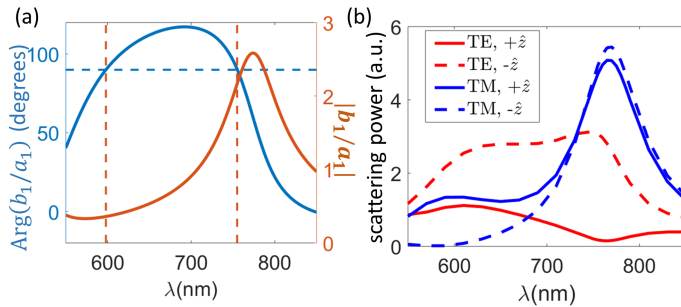 (a)
Arg(b₁/a₁) (degrees)
100
50
0
3
2
1
0
|b₁/a₁|
600
700
800
λ(nm)
(b)
scattering power (a.u.)
6
4
2
0
TE, +ẑ
TE, -ẑ
TM, +ẑ
TM, -ẑ
600
700
800
λ(nm)